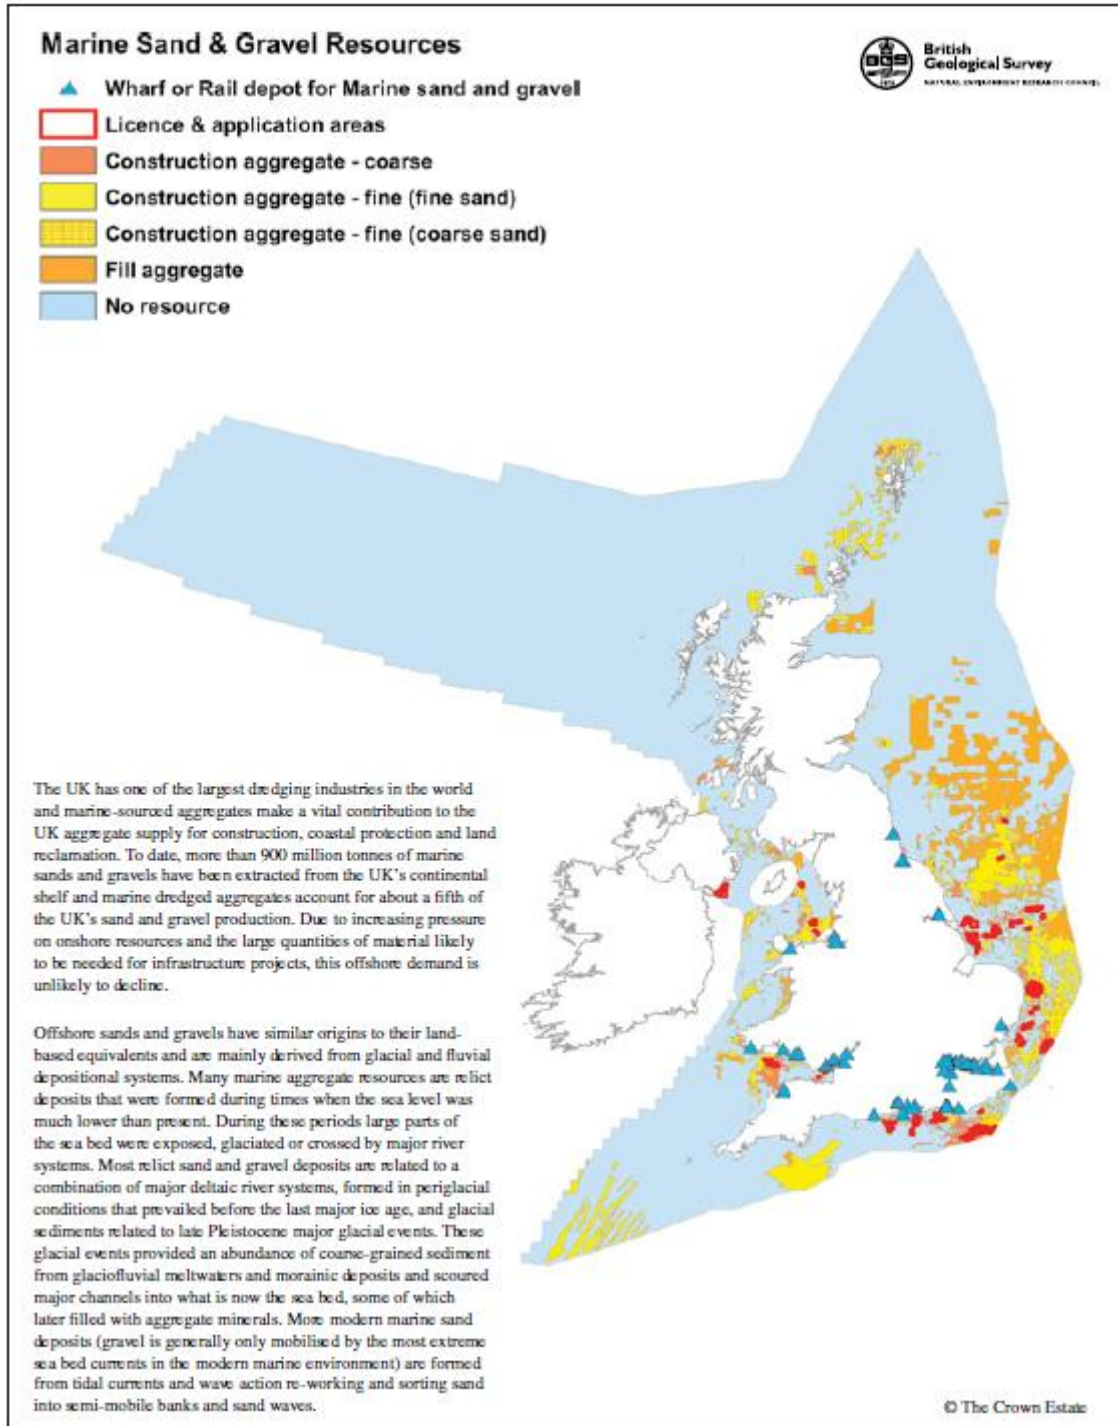 Marine Sand & Gravel Resources
British
Geological Survey
NATURAL ENVIRONMENT RESEARCH COUNCIL
Wharf or Rail depot for Marine sand and gravel
Licence & application areas
Construction aggregate - coarse
Construction aggregate - fine (fine sand)
Construction aggregate - fine (coarse sand)
Fill aggregate
No resource
The UK has one of the largest dredging industries in the world
and marine-sourced aggregates make a vital contribution to the
UK aggregate supply for construction, coastal protection and land
reclamation. To date, more than 900 million tonnes of marine
sands and gravels have been extracted from the UK's continental
shelf and marine dredged aggregates account for about a fifth of
the UK's sand and gravel production. Due to increasing pressure
on onshore resources and the large quantities of material likely
to be needed for infrastructure projects, this offshore demand is
unlikely to decline.
Offshore sands and gravels have similar origins to their land-
based equivalents and are mainly derived from glacial and fluvial
depositional systems. Many marine aggregate resources are relict
deposits that were formed during times when the sea level was
much lower than present. During these periods large parts of
the sea bed were exposed, glaciated or crossed by major river
systems. Most relict sand and gravel deposits are related to a
combination of major deltaic river systems, formed in periglacial
conditions that prevailed before the last major ice age, and glacial
sediments related to late Pleistocene major glacial events. These
glacial events provided an abundance of coarse-grained sediment
from glaciofluvial meltwaters and morainic deposits and scoured
major channels into what is now the sea bed, some of which
later filled with aggregate minerals. More modern marine sand
deposits (gravel is generally only mobilised by the most extreme
sea bed currents in the modern marine environment) are formed
from tidal currents and wave action re-working and sorting sand
into semi-mobile banks and sand waves.
© The Crown Estate